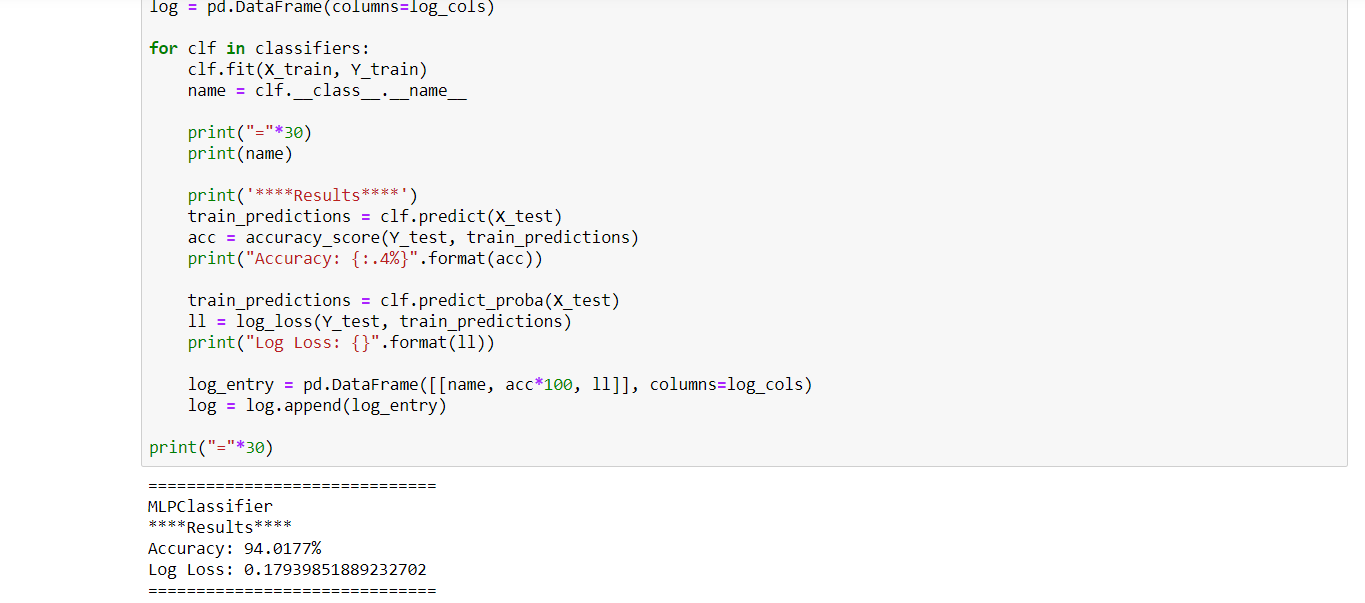 log = pd.DataFrame(columns=log_cols)
for clf in classifiers:
    clf.fit(X_train, Y_train)
    name = clf.__class__.__name__
    print("="*30)
    print(name)
    print('****Results****')
    train_predictions = clf.predict(X_test)
    acc = accuracy_score(Y_test, train_predictions)
    print("Accuracy: {:.4%}".format(acc))
    train_predictions = clf.predict_proba(X_test)
    ll = log_loss(Y_test, train_predictions)
    print("Log Loss: {}".format(ll))
    log_entry = pd.DataFrame([[name, acc*100, ll]], columns=log_cols)
    log = log.append(log_entry)
print("="*30)
==============================
MLPClassifier
****Results****
Accuracy: 94.0177%
Log Loss: 0.17939851889232702
==============================